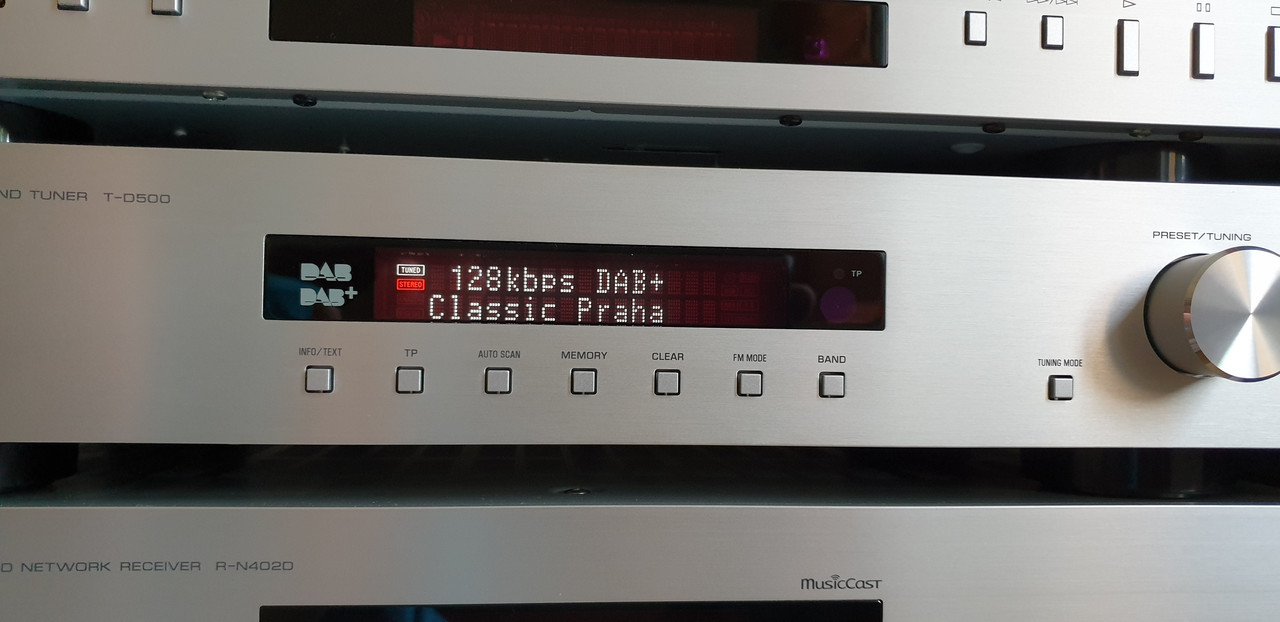 ND TUNER T-D500
PRESET/TUNING
DAB
DAB+
TUNED
STEREO
128kbps DAB+
Classic Praha
TP
INFO/TEXT
TP
AUTO SCAN
MEMORY
CLEAR
FM MODE
BAND
TUNING MODE
D NETWORK RECEIVER R-N402D
MusicCast